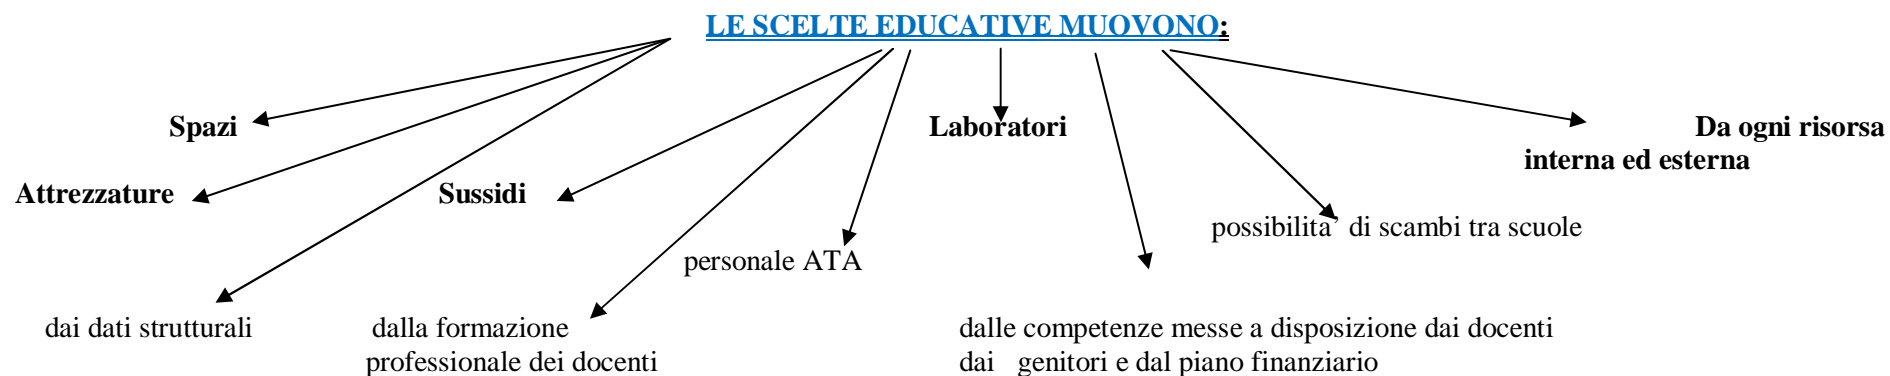 LE SCELTE EDUCATIVE MUOVONO:
Spazi
Laboratori
Da ogni risorsa
interna ed esterna
Attrezzature
Sussidi
possibilita' di scambi tra scuole
personale ATA
dai dati strutturali
dalla formazione
professionale dei docenti
dalle competenze messe a disposizione dai docenti
dai genitori e dal piano finanziario